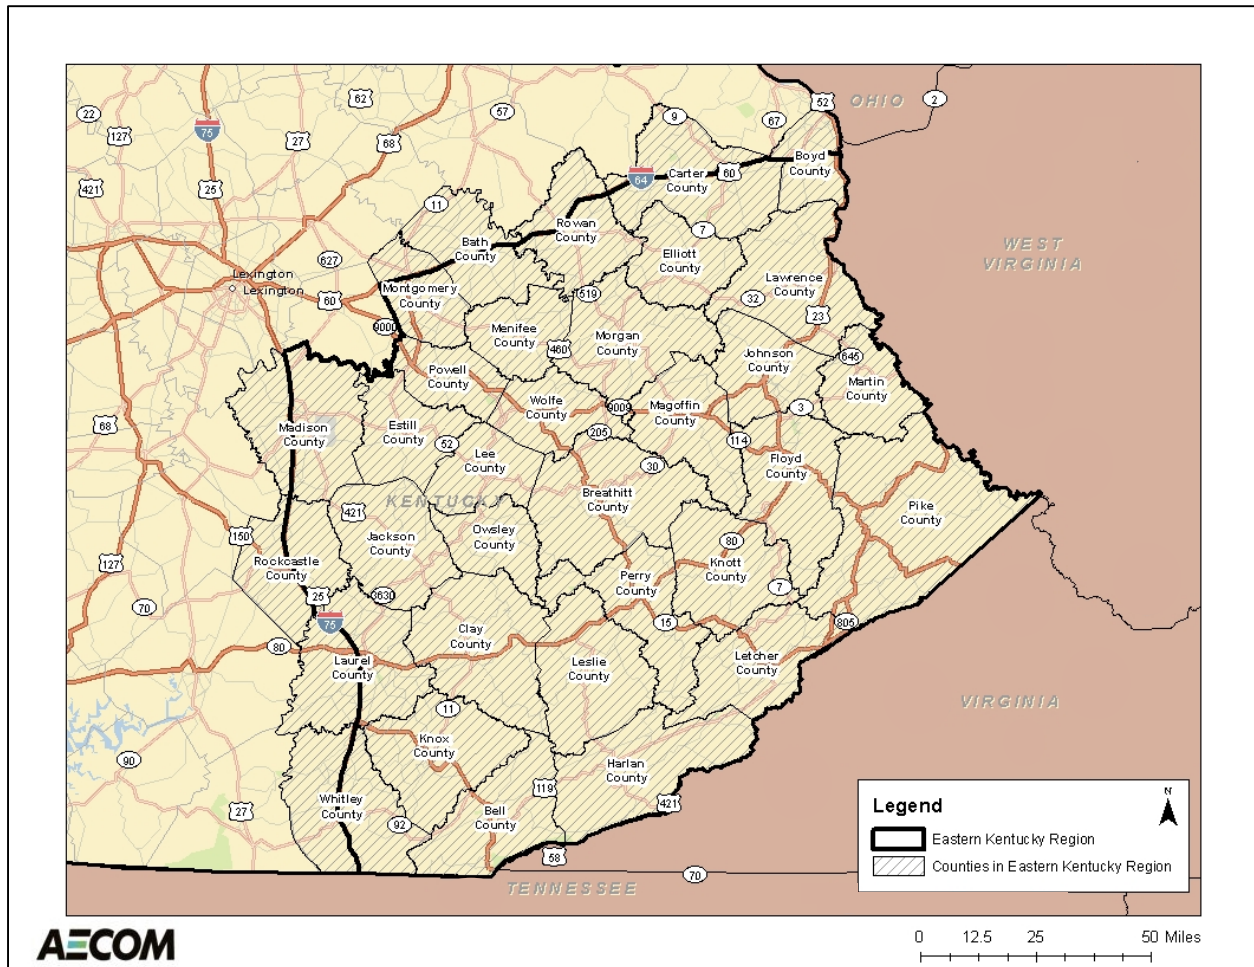 52
OHIO
2
62
57
9
67
22
127
75
27
68
Boyd
County
Carter
County
60
64
421
25
11
Rowan
County
7
Bath
County
WEST
VIRGINIA
Elliott
County
627
Lexington
Lexington
Lawrence
County
Montgomery
County
519
32
60
23
9000
Menifee
County
Morgan
County
460
Johnson
County
645
Martin
County
Powell
County
Wolfe
County
9009
Magoffin
County
3
68
Madison
County
Estill
County
52
205
114
Lee
County
30
Floyd
County
Breathitt
County
KENTUCKY
Pike
County
421
150
Jackson
County
Owsley
County
80
127
Rockcastle
County
Knott
County
Perry
County
7
25
3630
70
75
15
805
Clay
County
80
Laurel
County
Leslie
County
Letcher
County
VIRGINIA
11
Knox
County
90
Harlan
County
119
Whitley
County
421
27
92
Bell
County
58
70
TENNESSEE
Legend
N
Eastern Kentucky Region
Counties in Eastern Kentucky Region
AECOM
0 12.5 25 50 Miles